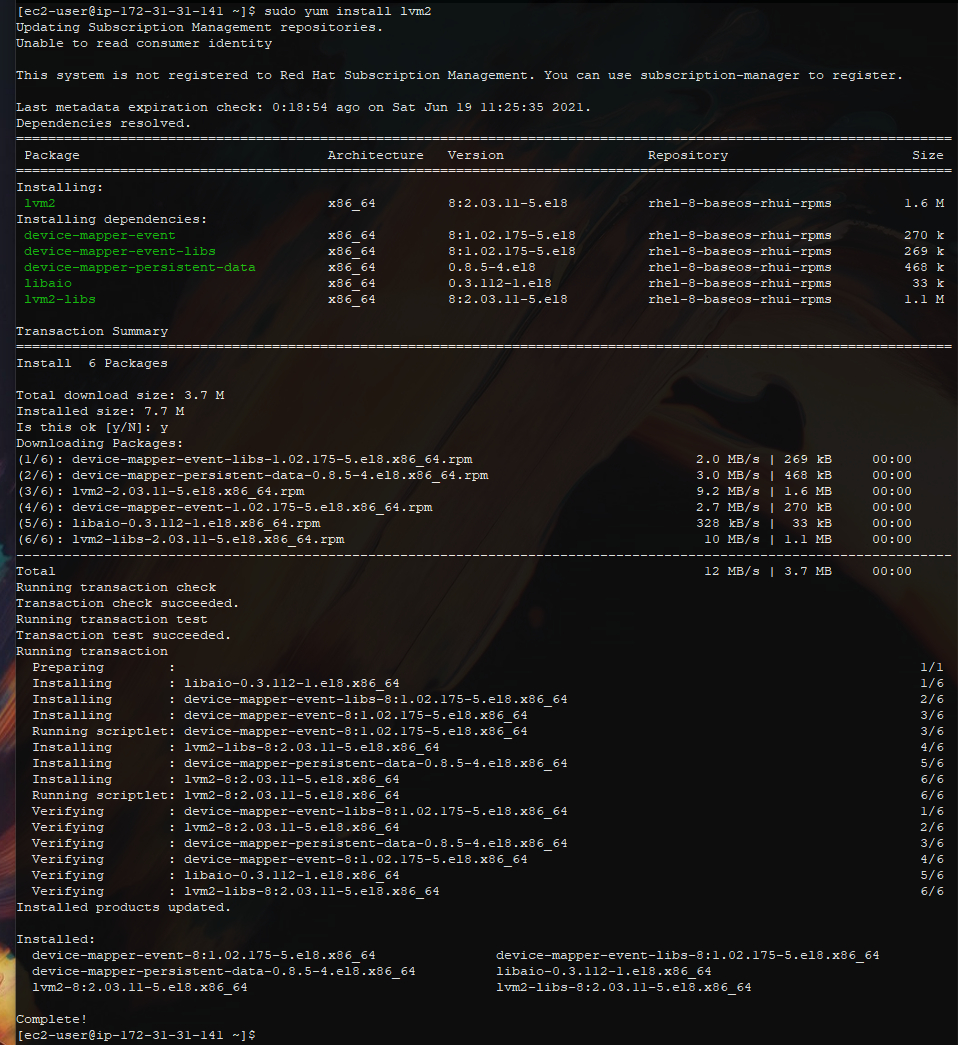 [ec2-user@ip-172-31-31-141 ~]$ sudo yum install lvm2
Updating Subscription Management repositories.
Unable to read consumer identity
This system is not registered to Red Hat Subscription Management. You can use subscription-manager to register.
Last metadata expiration check: 0:18:54 ago on Sat Jun 19 11:25:35 2021.
Dependencies resolved.
================================================================================
Package Architecture Version Repository Size
================================================================================
Installing:
lvm2 x86_64 8:2.03.11-5.el8 rhel-8-baseos-rhui-rpms 1.6 M
Installing dependencies:
device-mapper-event x86_64 8:1.02.175-5.el8 rhel-8-baseos-rhui-rpms 270 k
device-mapper-event-libs x86_64 8:1.02.175-5.el8 rhel-8-baseos-rhui-rpms 269 k
device-mapper-persistent-data x86_64 0.8.5-4.el8 rhel-8-baseos-rhui-rpms 468 k
libaio x86_64 0.3.112-1.el8 rhel-8-baseos-rhui-rpms 33 k
lvm2-libs x86_64 8:2.03.11-5.el8 rhel-8-baseos-rhui-rpms 1.1 M
Transaction Summary
================================================================================
Install 6 Packages
Total download size: 3.7 M
Installed size: 7.7 M
Is this ok [y/N]: y
Downloading Packages:
(1/6): device-mapper-event-libs-1.02.175-5.el8.x86_64.rpm 2.0 MB/s | 269 kB 00:00
(2/6): device-mapper-persistent-data-0.8.5-4.el8.x86_64.rpm 3.0 MB/s | 468 kB 00:00
(3/6): lvm2-2.03.11-5.el8.x86_64.rpm 9.2 MB/s | 1.6 MB 00:00
(4/6): device-mapper-event-1.02.175-5.el8.x86_64.rpm 2.7 MB/s | 270 kB 00:00
(5/6): libaio-0.3.112-1.el8.x86_64.rpm 328 kB/s | 33 kB 00:00
(6/6): lvm2-libs-2.03.11-5.el8.x86_64.rpm 10 MB/s | 1.1 MB 00:00
--------------------------------------------------------------------------------
Total 12 MB/s | 3.7 MB 00:00
Running transaction check
Transaction check succeeded.
Running transaction test
Transaction test succeeded.
Running transaction
Preparing : 1/1
Installing : libaio-0.3.112-1.el8.x86_64 1/6
Installing : device-mapper-event-libs-8:1.02.175-5.el8.x86_64 2/6
Installing : device-mapper-event-8:1.02.175-5.el8.x86_64 3/6
Running scriptlet: device-mapper-event-8:1.02.175-5.el8.x86_64 3/6
Installing : lvm2-libs-8:2.03.11-5.el8.x86_64 4/6
Installing : device-mapper-persistent-data-0.8.5-4.el8.x86_64 5/6
Installing : lvm2-8:2.03.11-5.el8.x86_64 6/6
Running scriptlet: lvm2-8:2.03.11-5.el8.x86_64 6/6
Verifying : device-mapper-event-libs-8:1.02.175-5.el8.x86_64 1/6
Verifying : lvm2-8:2.03.11-5.el8.x86_64 2/6
Verifying : device-mapper-persistent-data-0.8.5-4.el8.x86_64 3/6
Verifying : device-mapper-event-8:1.02.175-5.el8.x86_64 4/6
Verifying : libaio-0.3.112-1.el8.x86_64 5/6
Verifying : lvm2-libs-8:2.03.11-5.el8.x86_64 6/6
Installed products updated.
Installed:
device-mapper-event-8:1.02.175-5.el8.x86_64 device-mapper-event-libs-8:1.02.175-5.el8.x86_64
device-mapper-persistent-data-0.8.5-4.el8.x86_64 libaio-0.3.112-1.el8.x86_64
lvm2-8:2.03.11-5.el8.x86_64 lvm2-libs-8:2.03.11-5.el8.x86_64
Complete!
[ec2-user@ip-172-31-31-141 ~]$